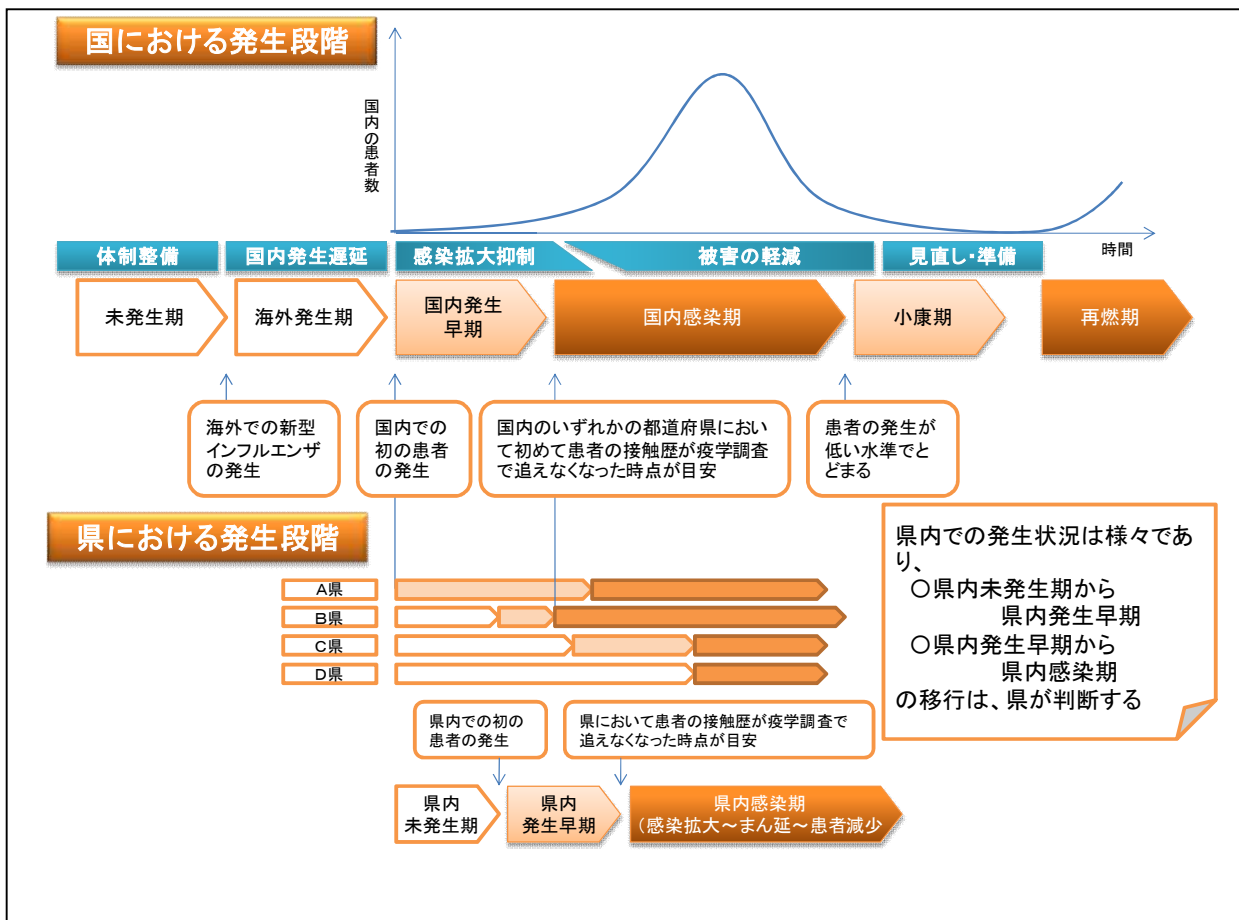 国における発生段階
国内の患者数
時間
体制整備
国内発生遅延
感染拡大抑制
被害の軽減
見直し・準備
未発生期
海外発生期
国内発生
早期
国内感染期
小康期
再燃期
海外での新型
インフルエンザ
の発生
国内での
初の患者
の発生
国内のいずれかの都道府県におい
て初めて患者の接触歴が疫学調査
で追えなくなった時点が目安
患者の発生が
低い水準でと
どまる
県における発生段階
A県
B県
C県
D県
県内での発生状況は様々であ
り、
○県内未発生期から
県内発生早期
○県内発生早期から
県内感染期
の移行は、県が判断する
県内での初の
患者の発生
県において患者の接触歴が疫学調査で
追えなくなった時点が目安
県内
未発生期
県内
発生早期
県内感染期
(感染拡大~まん延~患者減少